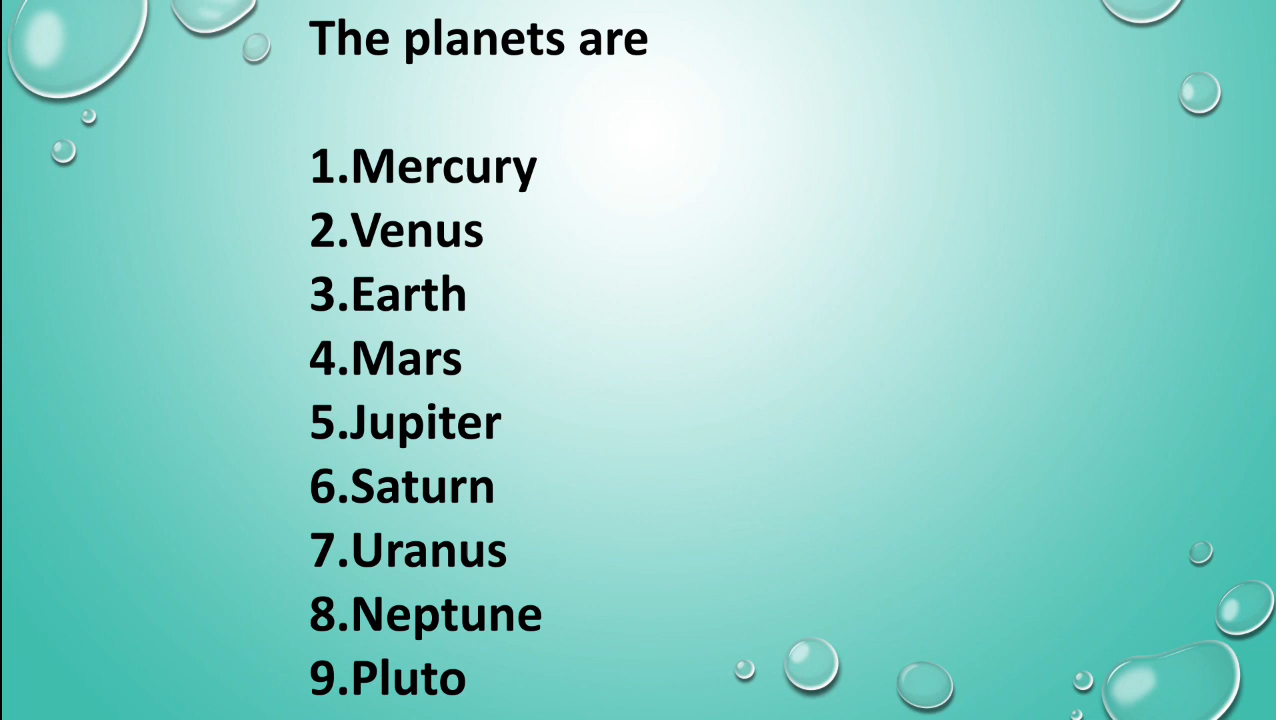 The planets are
1.Mercury
2.Venus
3.Earth
4.Mars
5.Jupiter
6.Saturn
7.Uranus
8.Neptune
9.Pluto